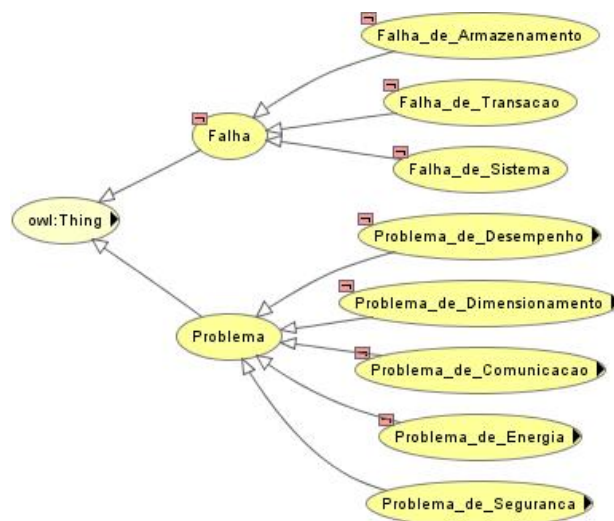 Falha_de_Armazenamento
Falha_de_Transacao
Falha
Falha_de_Sistema
owl:Thing
Problema_de_Desempenho
Problema_de_Dimensionamento
Problema
Problema_de_Comunicacao
Problema_de_Energia
Problema_de_Seguranca